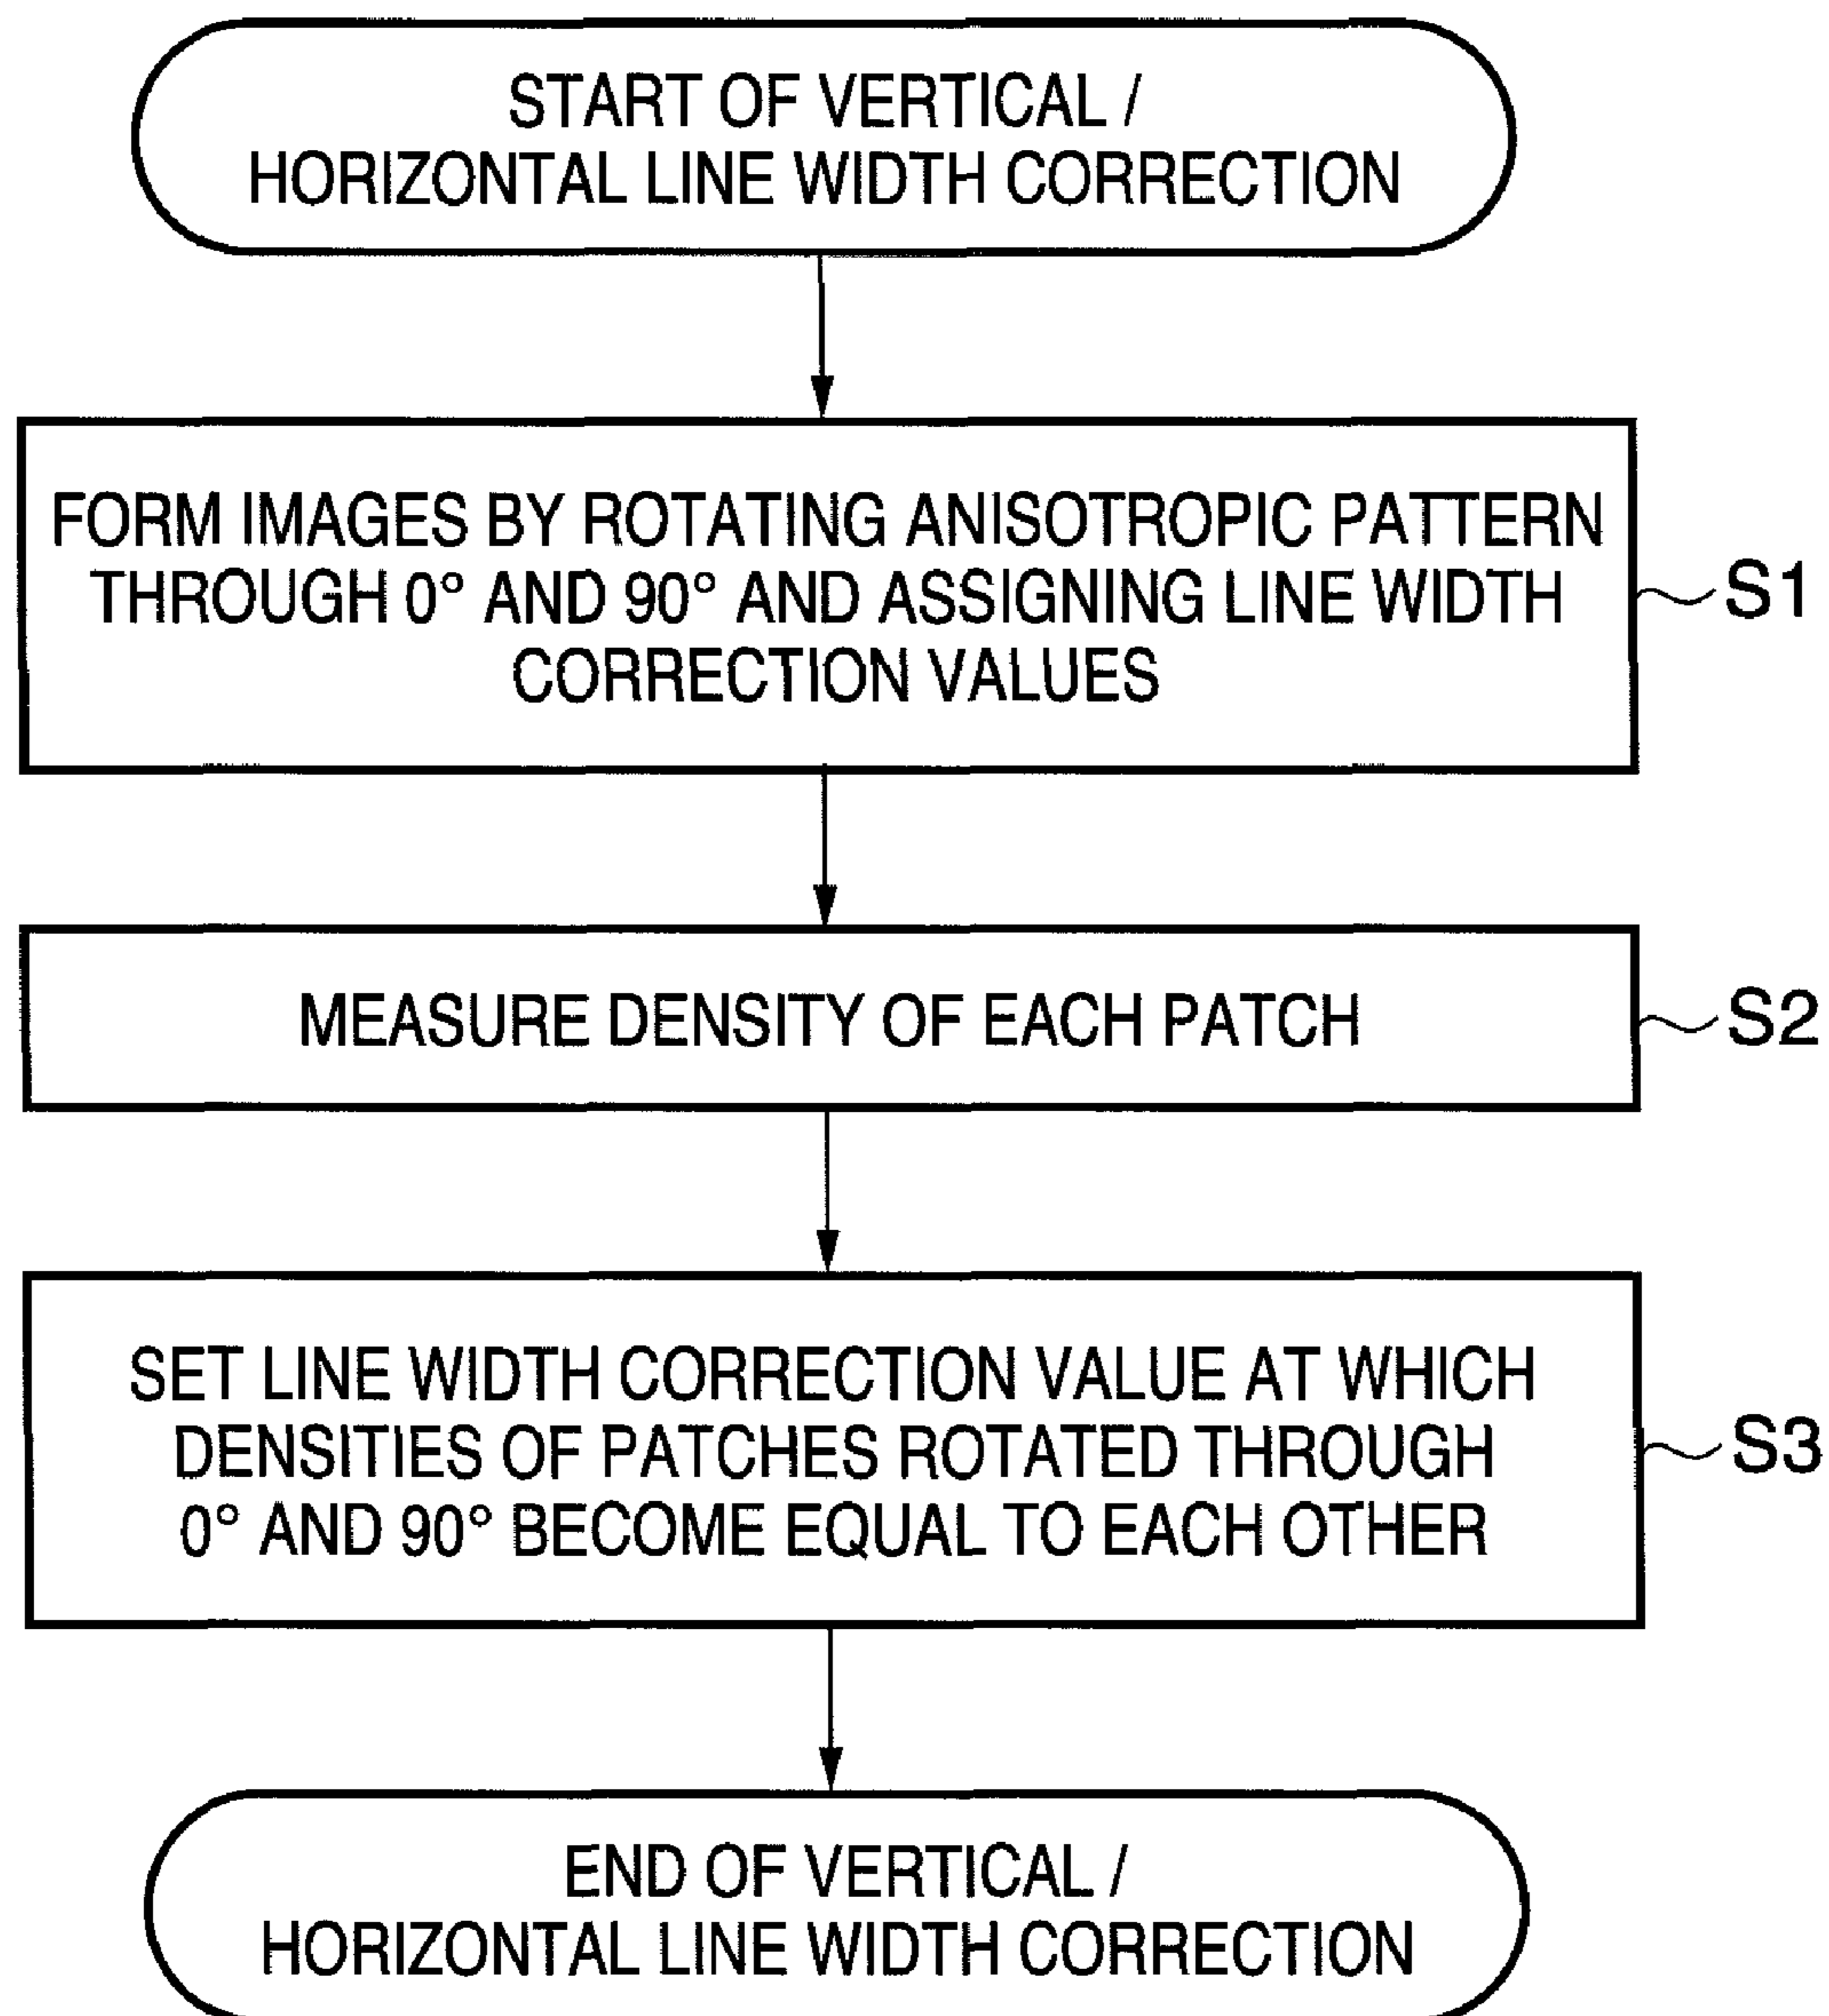 START OF VERTICAL /
HORIZONTAL LINE WIDTH CORRECTION
FORM IMAGES BY ROTATING ANISOTROPIC PATTERN
THROUGH 0° AND 90° AND ASSIGNING LINE WIDTH
CORRECTION VALUES
S1
MEASURE DENSITY OF EACH PATCH
S2
SET LINE WIDTH CORRECTION VALUE AT WHICH
DENSITIES OF PATCHES ROTATED THROUGH
0° AND 90° BECOME EQUAL TO EACH OTHER
S3
END OF VERTICAL /
HORIZONTAL LINE WIDTH CORRECTION